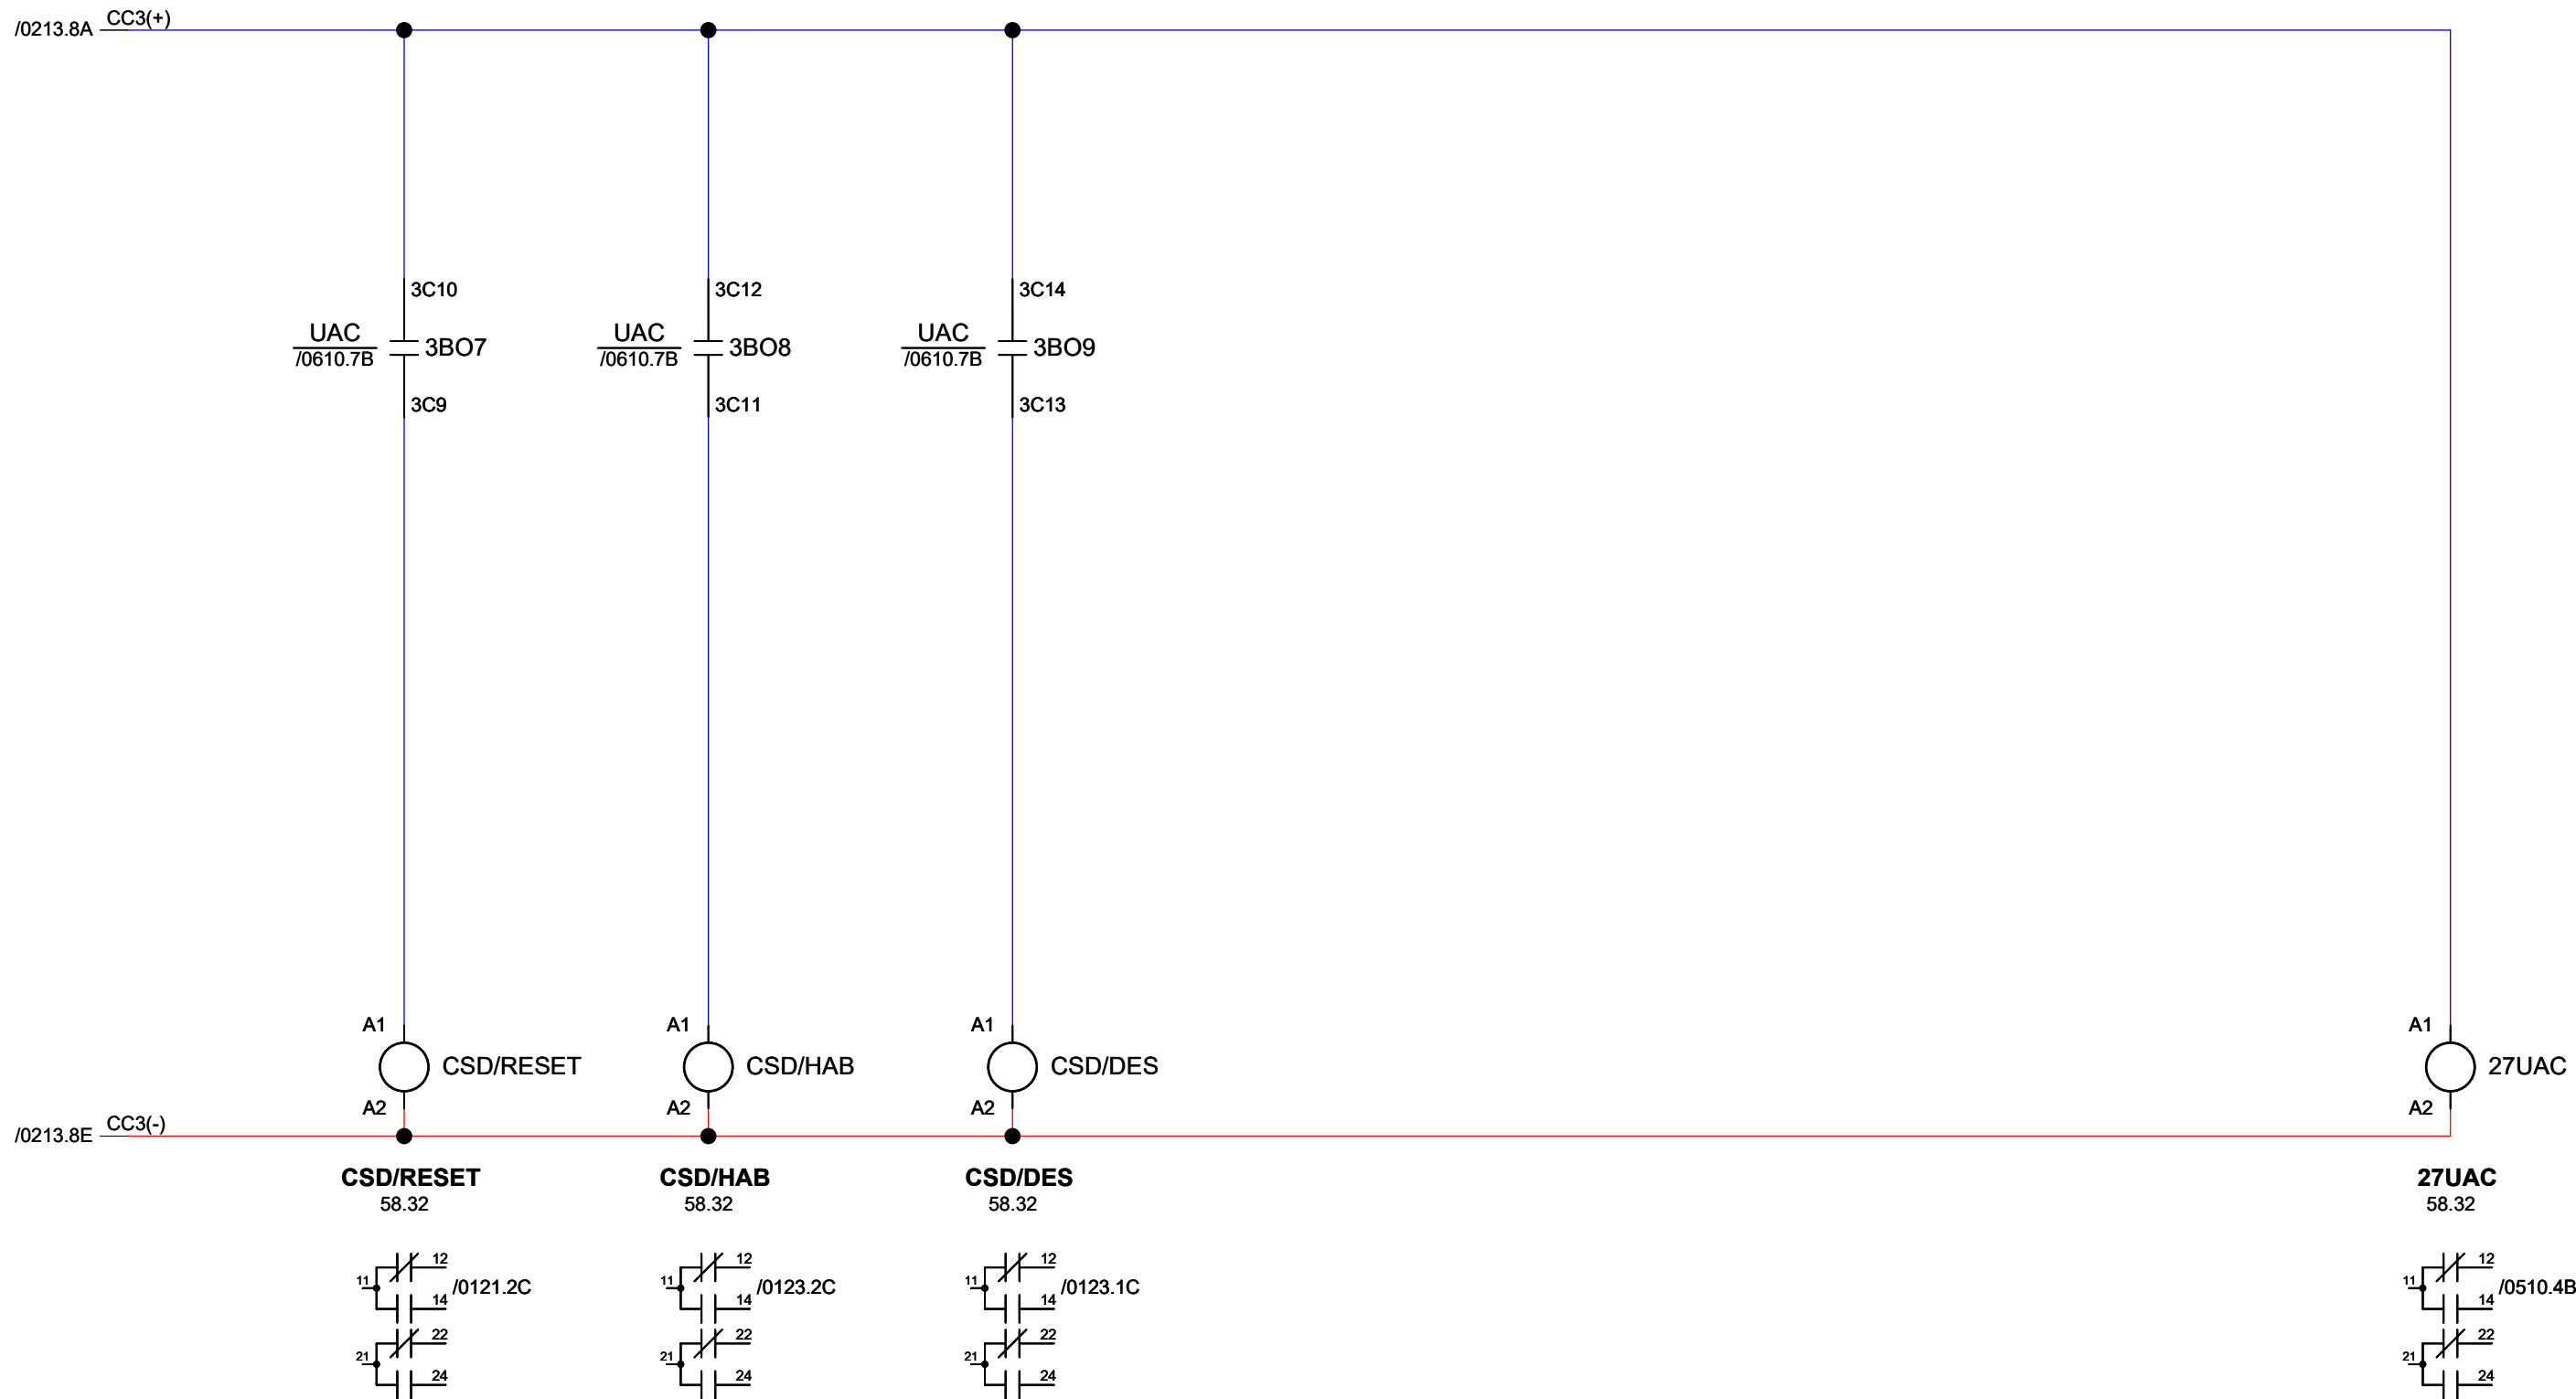 /0213.8A CC3(+)
3C10 3C12 3C14
UAC 3BO7 UAC 3BO8 UAC 3BO9
/0610.7B /0610.7B /0610.7B
3C9 3C11 3C13
A1 A1 A1 A1
CSD/RESET CSD/HAB CSD/DES 27UAC
A2 A2 A2 A2
/0213.8E CC3(-)
CSD/RESET CSD/HAB CSD/DES 27UAC
58.32 58.32 58.32 58.32
12 12 12 12
11 /0121.2C 11 /0123.2C 11 /0123.1C 11 /0510.4B
14 14 14 14
22 22 22 22
21 21 21 21
24 24 24 24